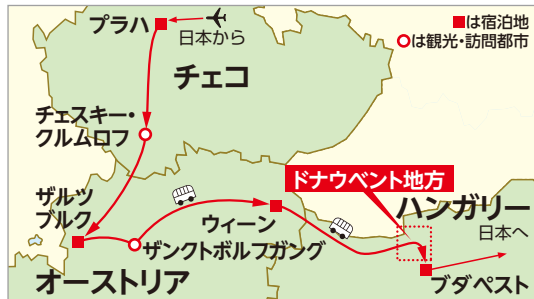 プラハ
日本から
■は宿泊地
○は観光・訪問都市
チェコ
チェスキー・
クルムロフ
ドナウベント地方
ザルツ
ブルク
ウィーン
ハンガリー
日本へ
ザンクトボルフガング
オーストリア
ブダペスト